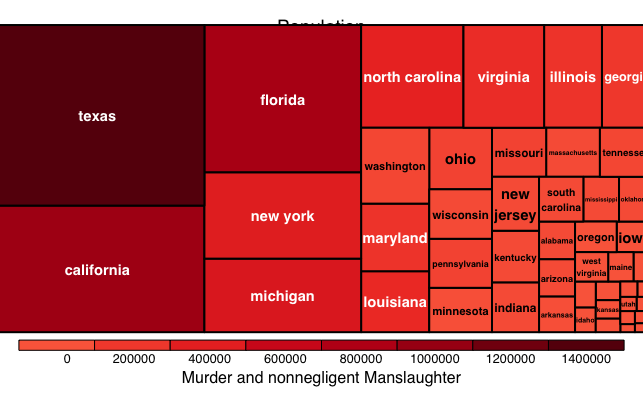 Population
texas
florida
north carolina
virginia
illinois
georgi
washington
ohio
missouri
massachusetts
tennesse
new york
maryland
wisconsin
new
jersey
south
carolina
mississippi
oklaho
california
michigan
louisiana
pennsylvania
minnesota
kentucky
indiana
alabama
arizona
arkansas
oregon
iow
west
virginia
maine
idaho
kansas
utah
0 200000 400000 600000 800000 1000000 1200000 1400000
Murder and nonnegligent Manslaughter